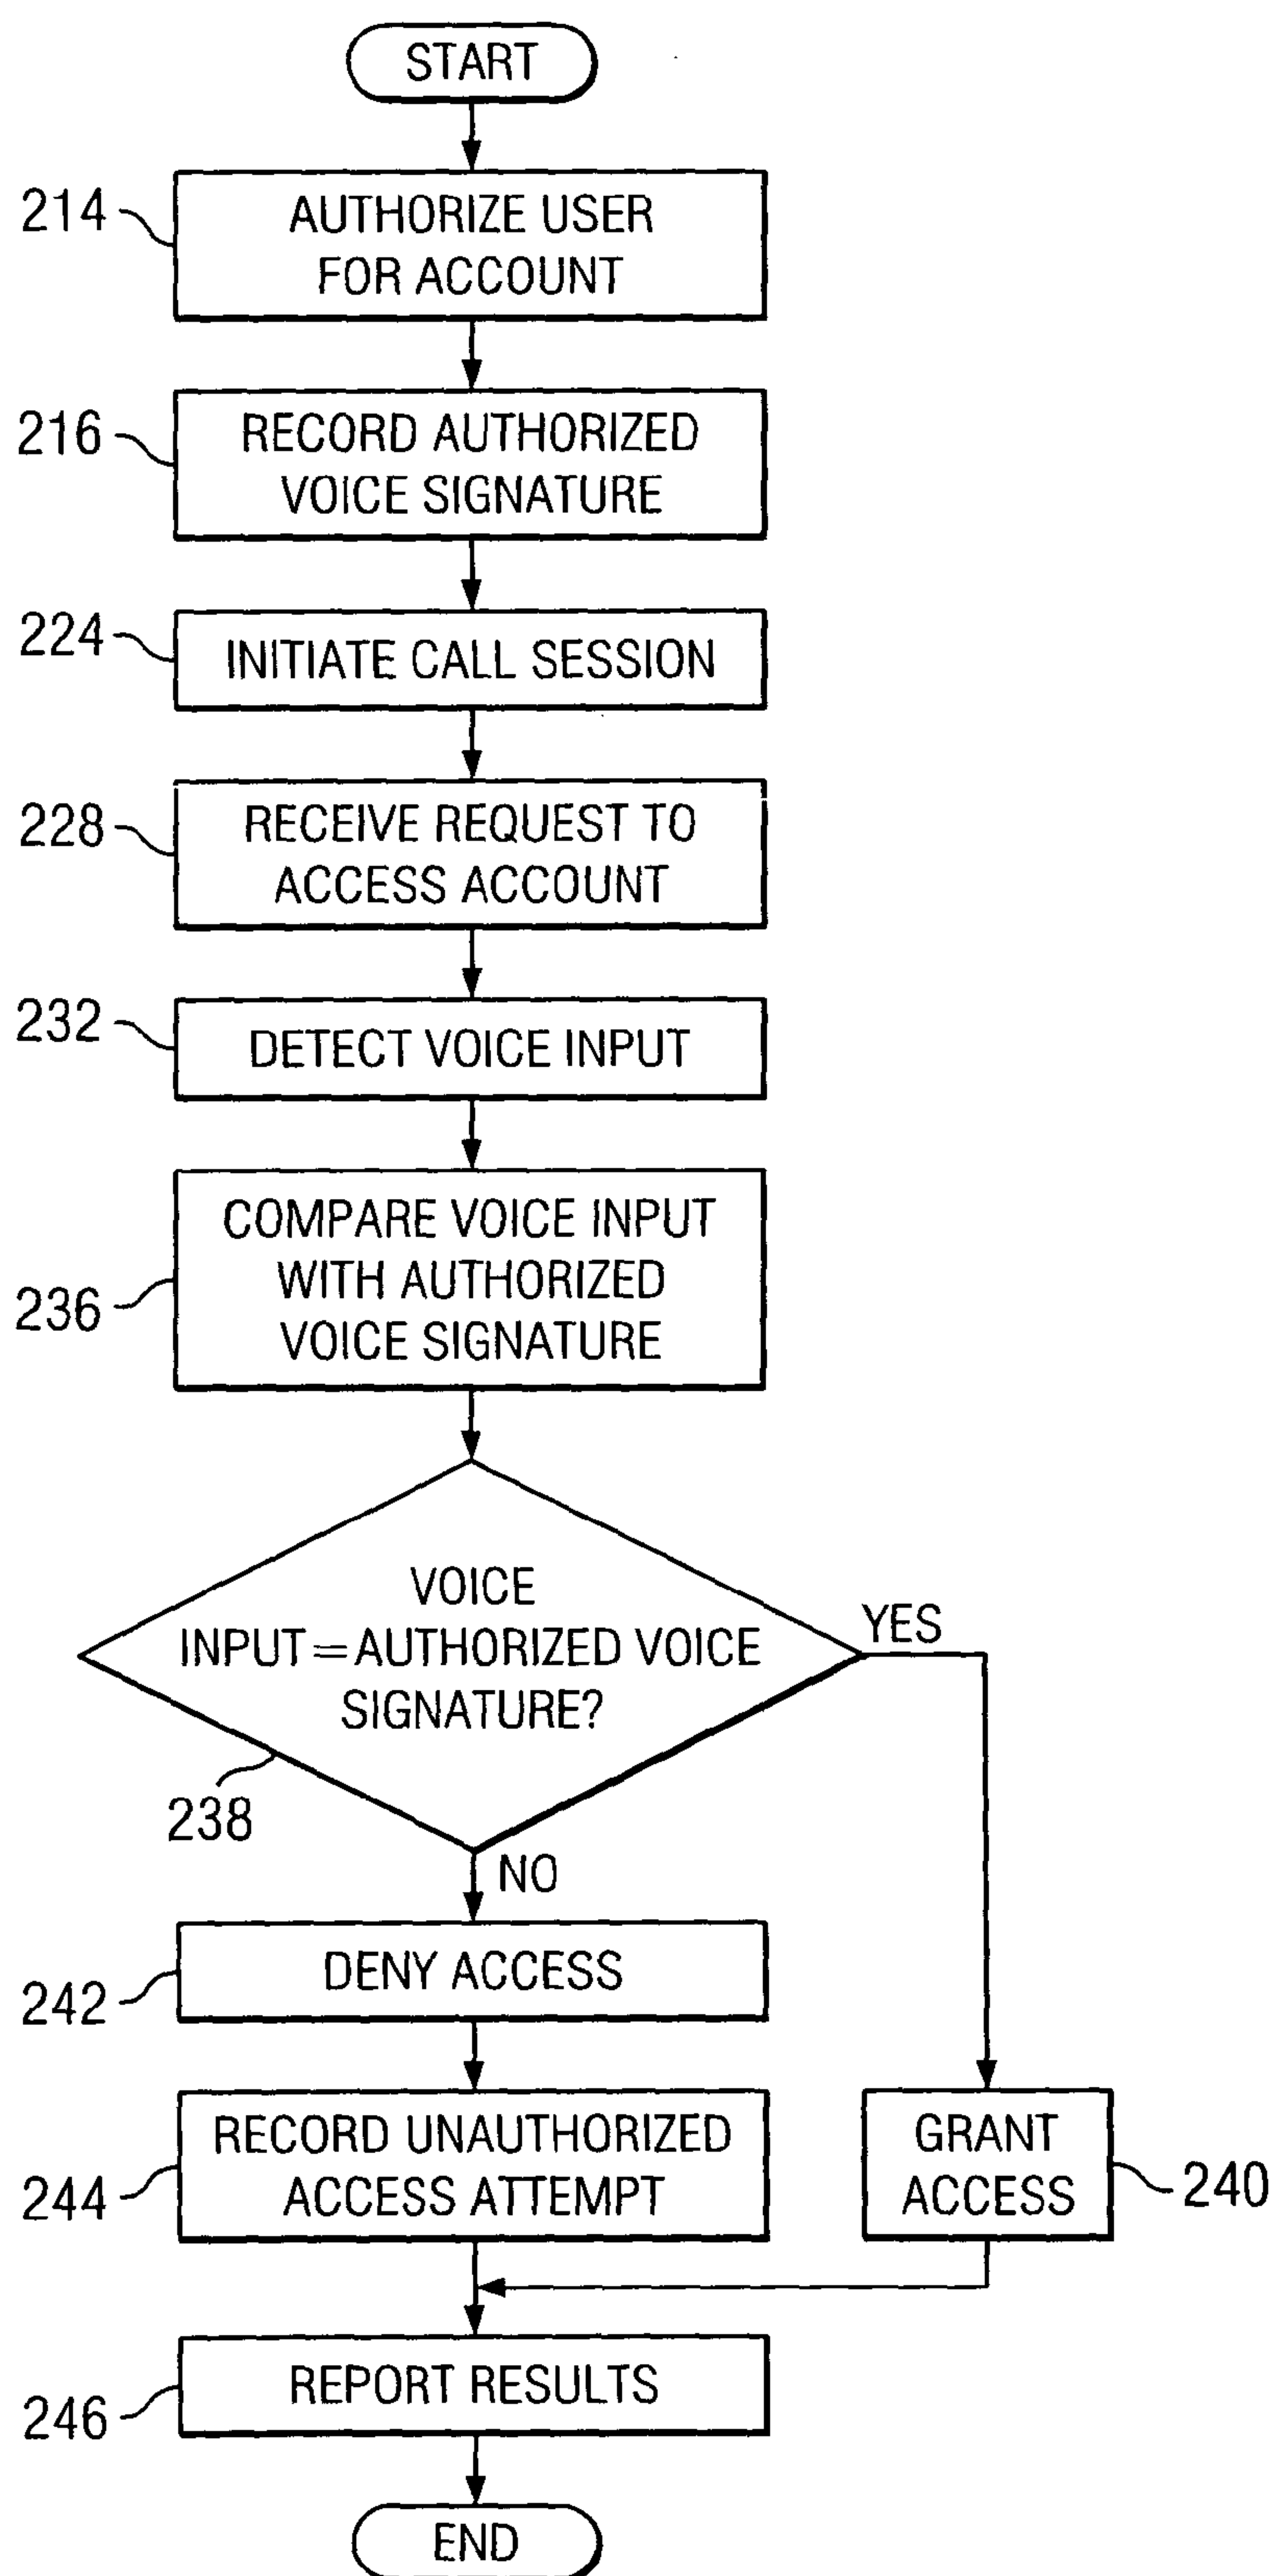 START
214
AUTHORIZE USER
FOR ACCOUNT
216
RECORD AUTHORIZED
VOICE SIGNATURE
224
INITIATE CALL SESSION
228
RECEIVE REQUEST TO
ACCESS ACCOUNT
232
DETECT VOICE INPUT
236
COMPARE VOICE INPUT
WITH AUTHORIZED
VOICE SIGNATURE
VOICE
INPUT=AUTHORIZED VOICE
SIGNATURE?
YES
238
NO
242
DENY ACCESS
244
RECORD UNAUTHORIZED
ACCESS ATTEMPT
GRANT
ACCESS
240
246
REPORT RESULTS
END